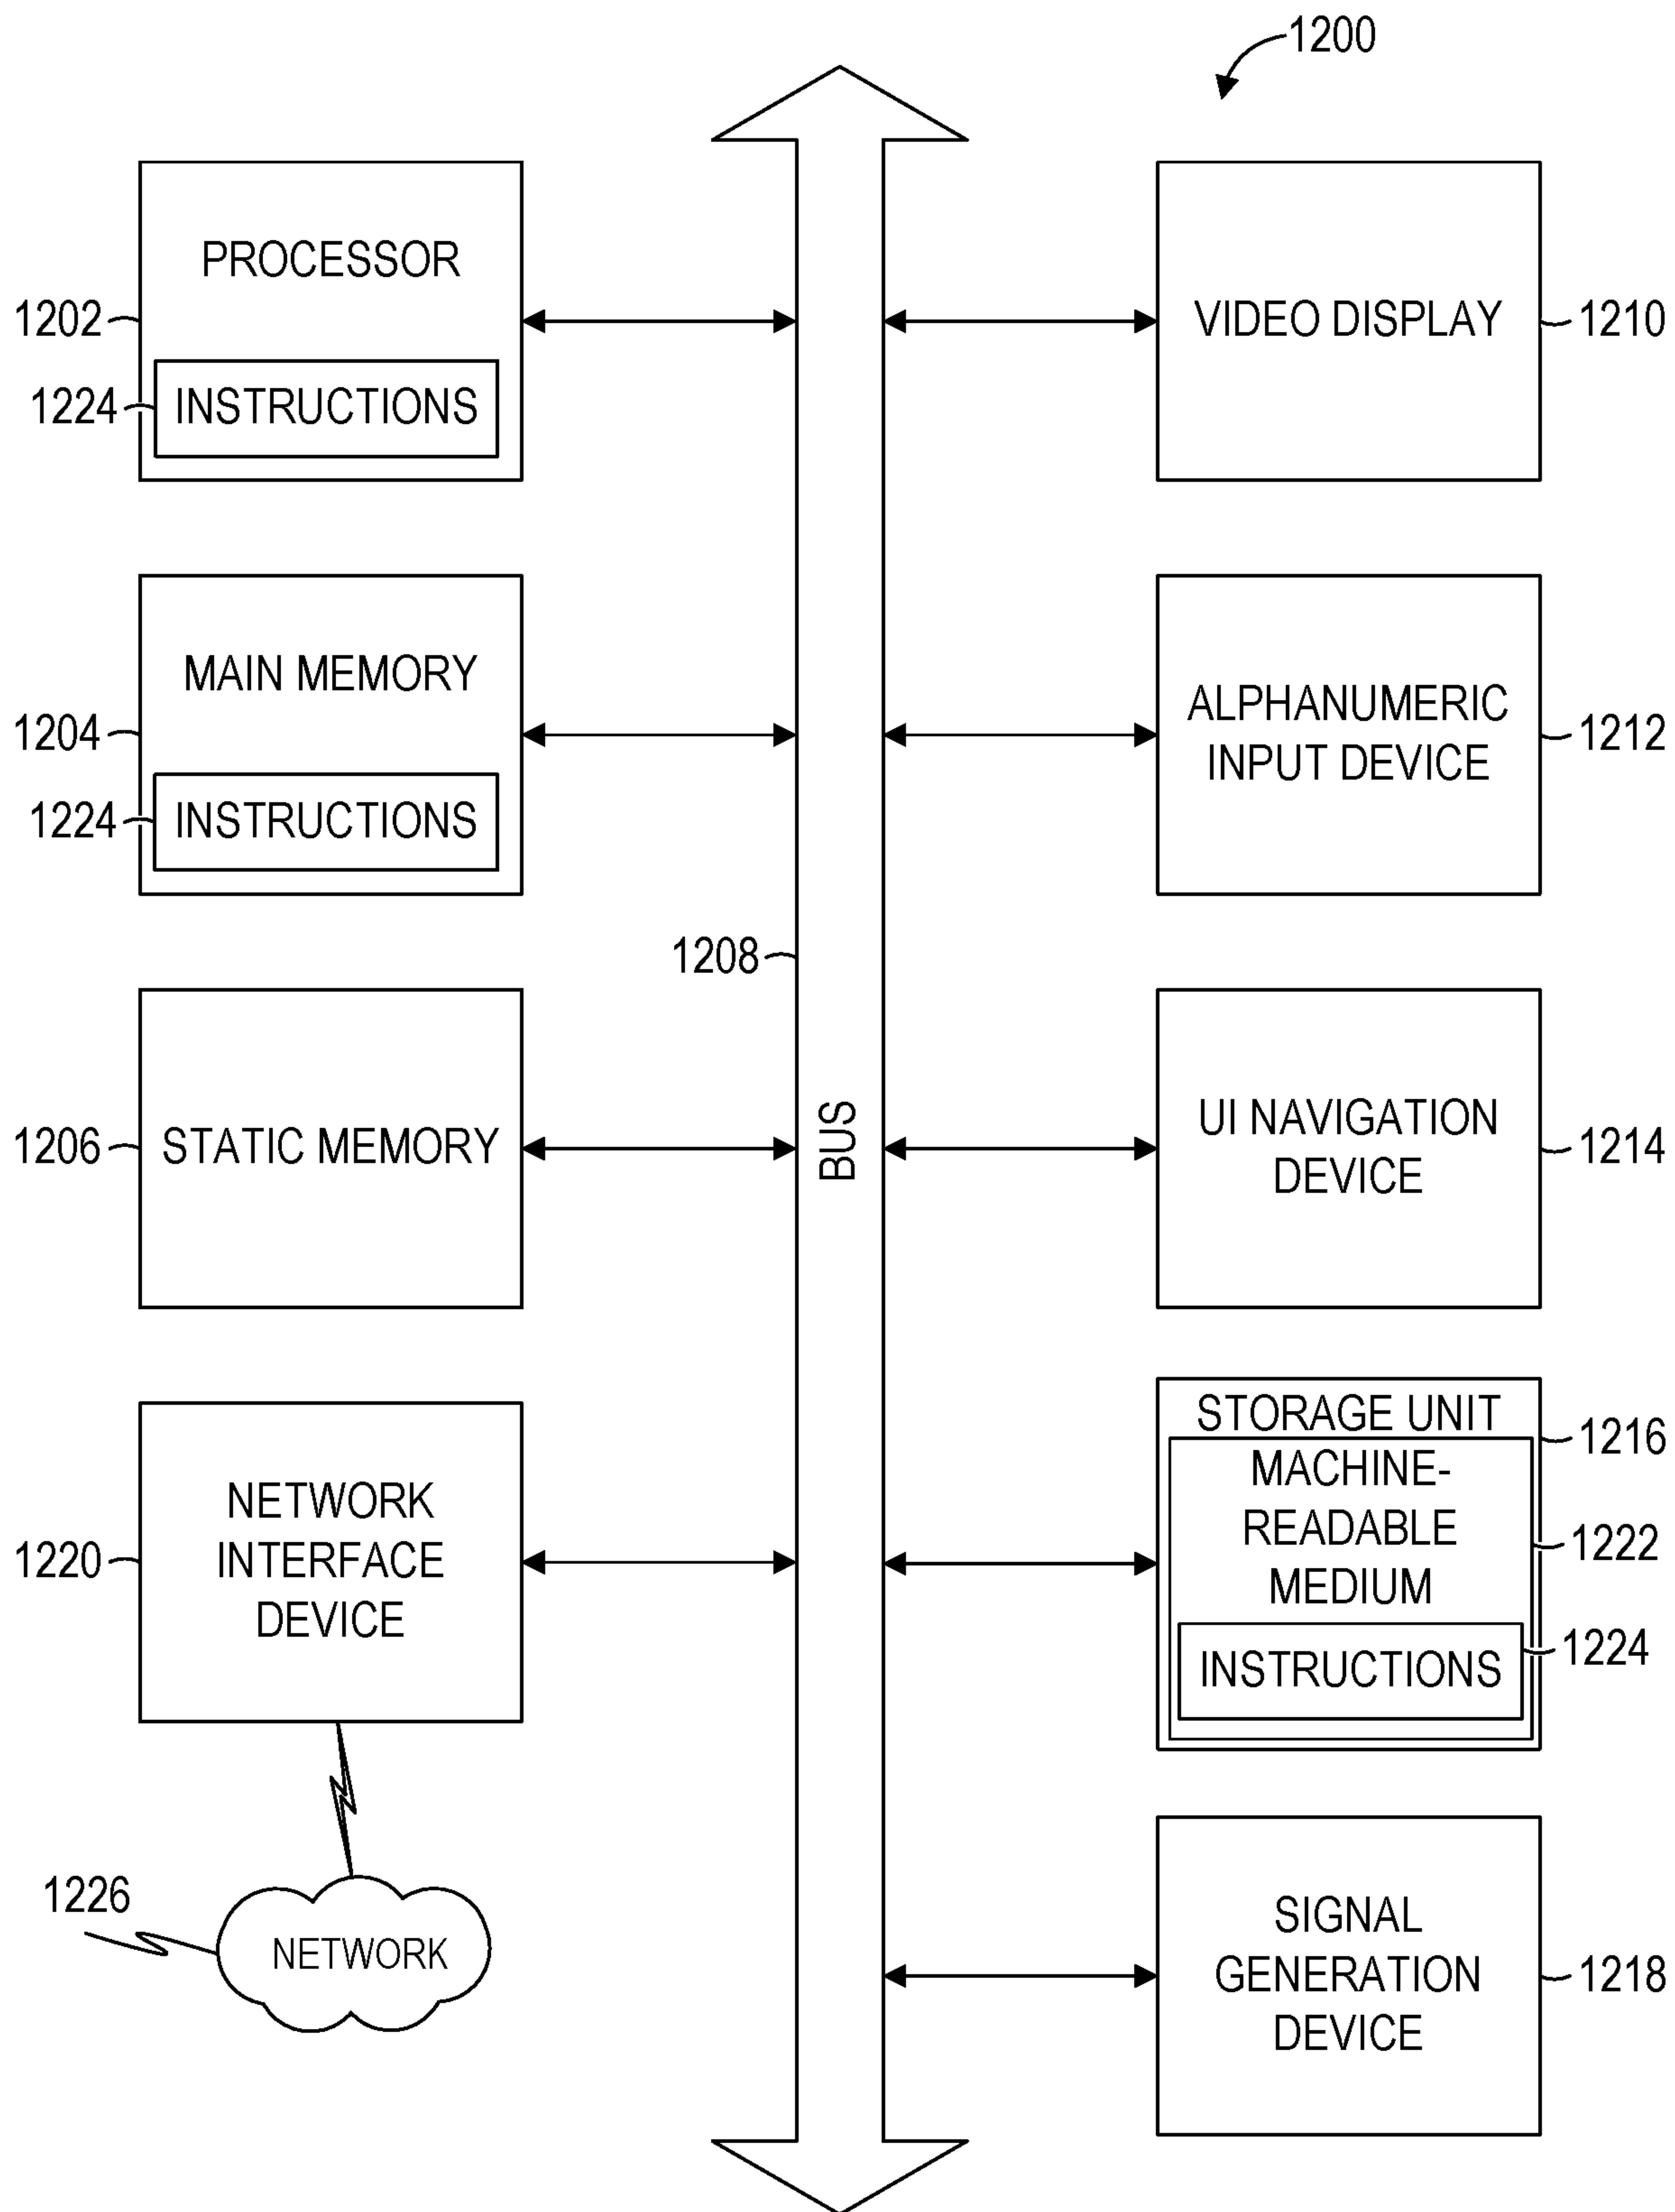 1200
PROCESSOR
1202
1224
INSTRUCTIONS
VIDEO DISPLAY
1210
MAIN MEMORY
1204
1224
INSTRUCTIONS
ALPHANUMERIC
INPUT DEVICE
1212
1208
BUS
1206
STATIC MEMORY
UI NAVIGATION
DEVICE
1214
NETWORK
INTERFACE
DEVICE
1220
STORAGE UNIT
1216
MACHINE-
READABLE
MEDIUM
1222
INSTRUCTIONS
1224
1226
NETWORK
SIGNAL
GENERATION
DEVICE
1218